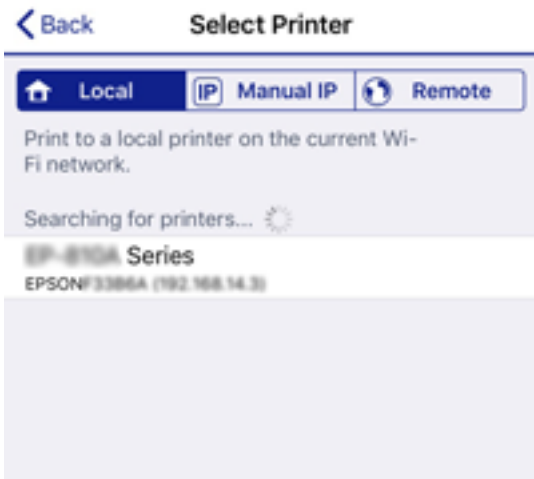 Back
Select Printer
Local
IP Manual IP
Remote
Print to a local printer on the current Wi-
Fi network.
Searching for printers...
Series
EPSON